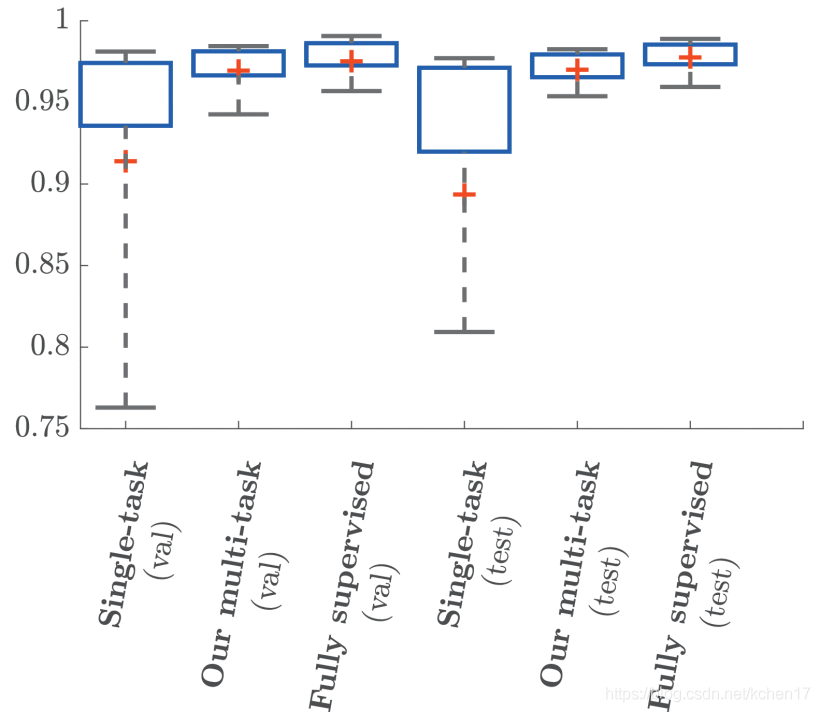 1
0.95
0.9
0.85
0.8
0.75
Single-task
(val)
Our multi-task
(val)
Fully supervised
(val)
Single-task
(test)
Our multi-task
(test)
Fully supervised
(test)
https://blog.csdn.net/kchen17